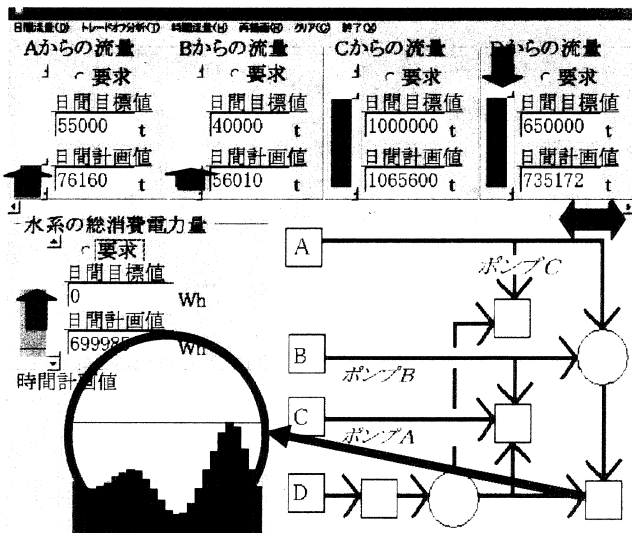 日間流量(D) トレードオフ分析(T) 時間流量(H) 再描画(R) クリア(C) 終了(X)
Aからの流量 Bからの流量 Cからの流量 Dからの流量
要求 要求 要求 要求
日間目標値 日間目標値 日間目標値 日間目標値
55000 t 40000 t 1000000 t 650000 t
日間計画値 日間計画値 日間計画値 日間計画値
76160 t 56010 t 1065600 t 735172 t
水系の総消費電力量
要求
日間目標値
0 Wh
日間計画値
699985 Wh
時間計画値
A
ポンプC
B
ポンプB
C
ポンプA
D